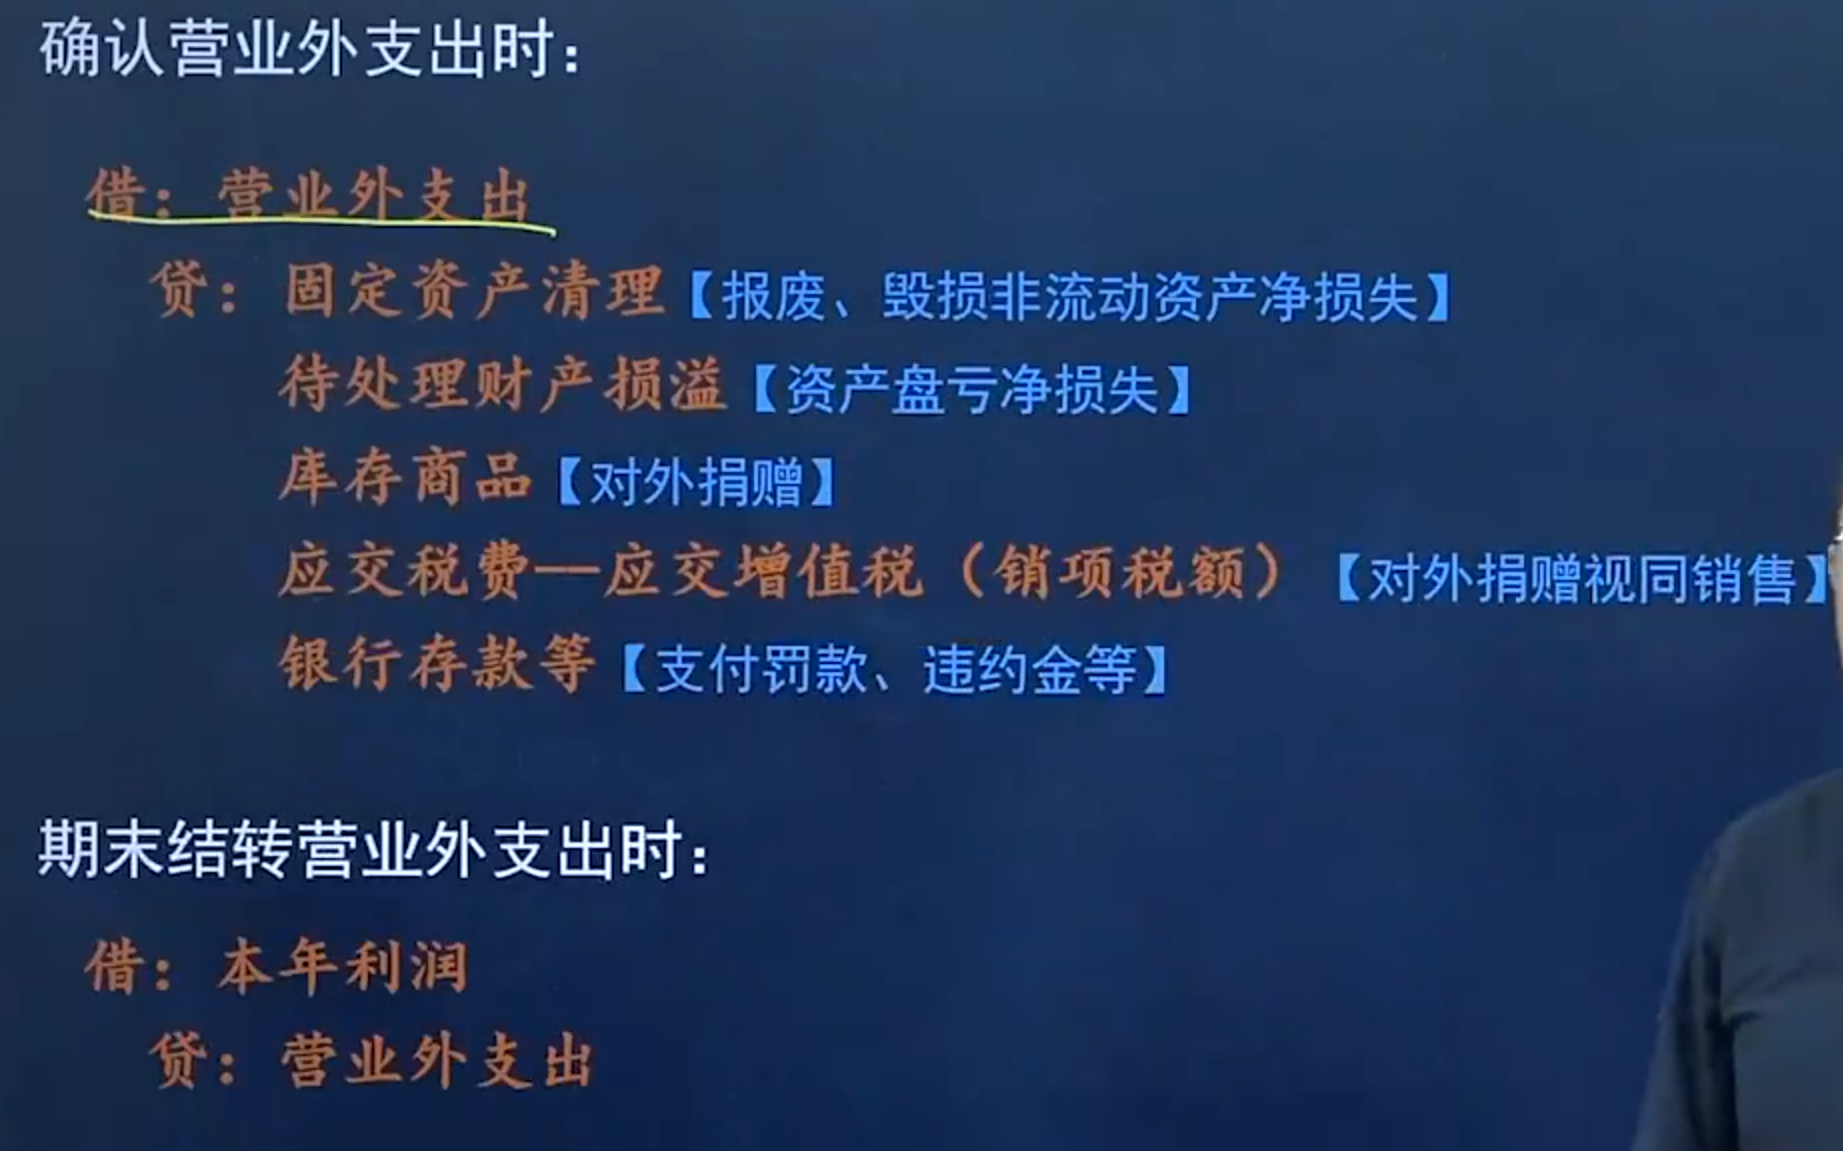 确认营业外支出时：
借：营业外支出
贷：固定资产清理【报废、毁损非流动资产净损失】
待处理财产损溢【资产盘亏净损失】
库存商品【对外捐赠】
应交税费——应交增值税（销项税额）【对外捐赠视同销售】
银行存款等【支付罚款、违约金等】
期末结转营业外支出时：
借：本年利润
贷：营业外支出